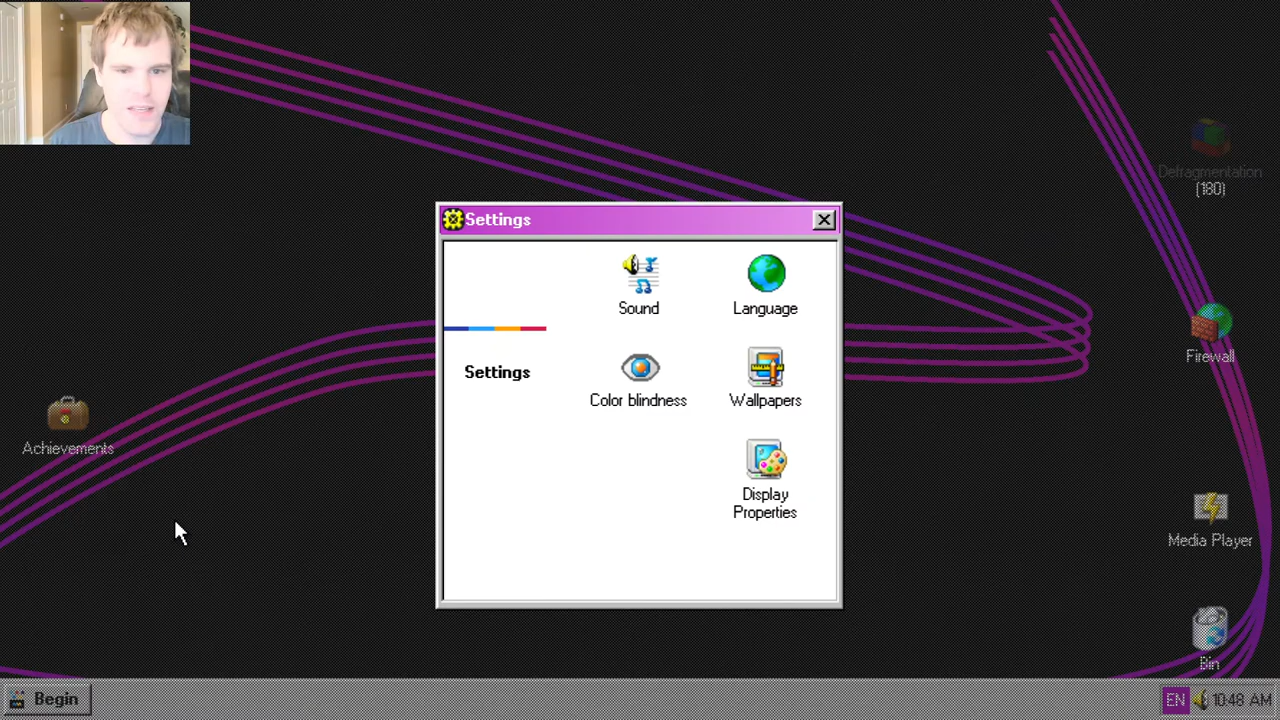 Defragmentation
(180)
Settings
Sound
Language
Firewall
Settings
Color blindness
Wallpapers
Achievements
Display
Properties
Media Player
Bin
Begin
EN
10:48 AM